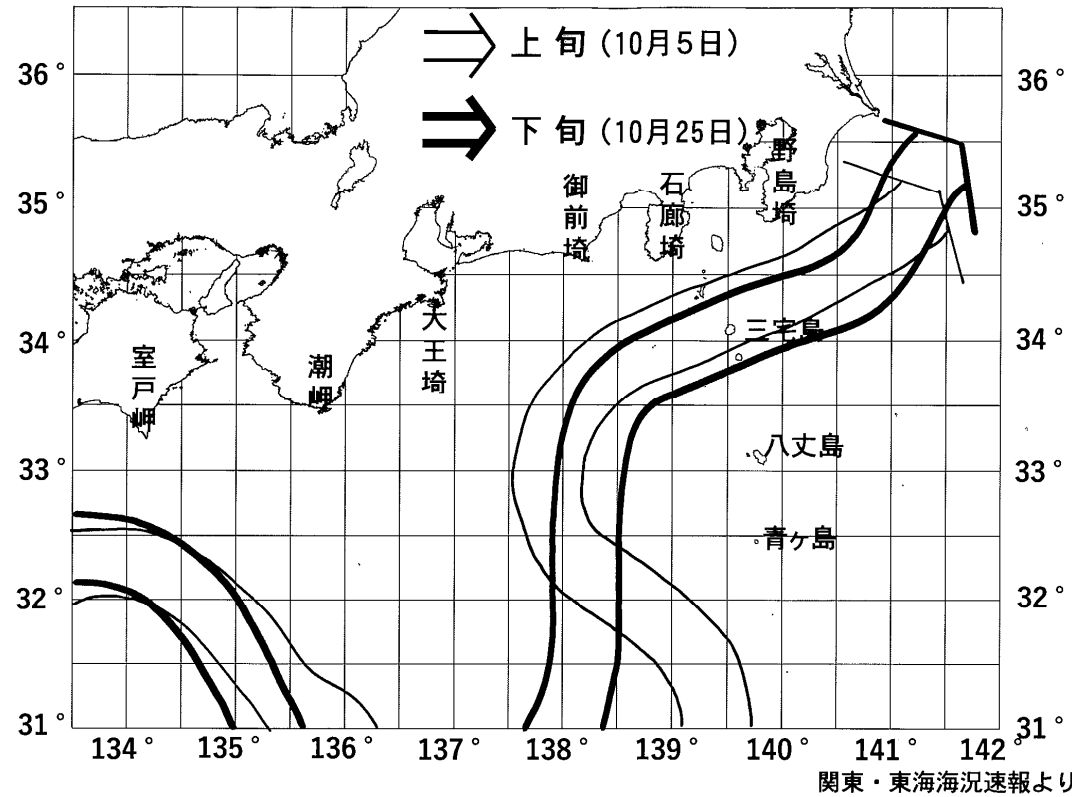 上旬(10月5日)
下旬(10月25日)
36°
36°
35°
35°
34°
34°
33°
33°
32°
32°
31°
31°
野島埼
石廊埼
御前埼
大王埼
潮岬
室戸岬
三宅島
八丈島
青ヶ島
134° 135° 136° 137° 138° 139° 140° 141° 142°
関東・東海海況速報より